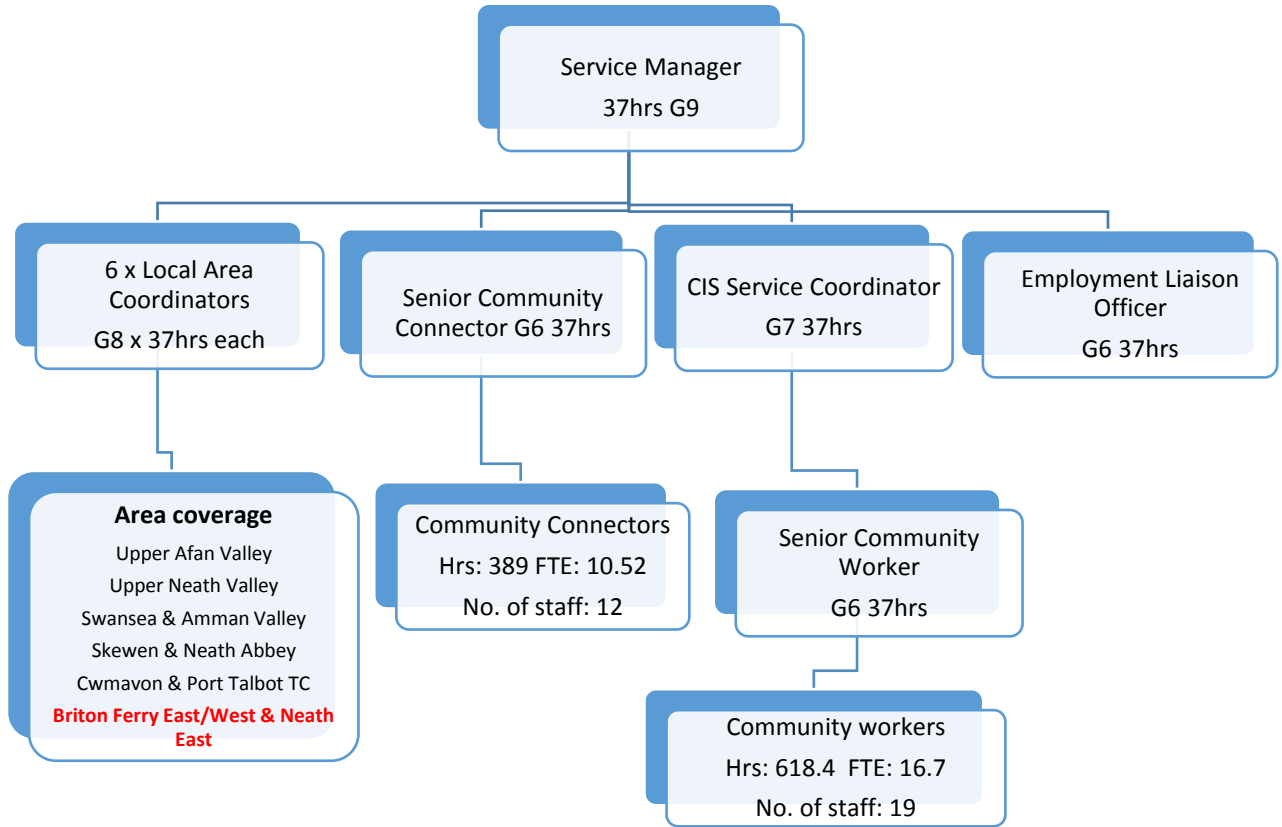 Service Manager
37hrs G9
6 x Local Area
Coordinators
G8 x 37hrs each
Senior Community
Connector G6 37hrs
CIS Service Coordinator
G7 37hrs
Employment Liaison
Officer
G6 37hrs
Area coverage
Upper Afan Valley
Upper Neath Valley
Swansea & Amman Valley
Skewen & Neath Abbey
Cwmavon & Port Talbot TC
Briton Ferry East/West & Neath
East
Community Connectors
Hrs: 389 FTE: 10.52
No. of staff: 12
Senior Community
Worker
G6 37hrs
Community workers
Hrs: 618.4 FTE: 16.7
No. of staff: 19